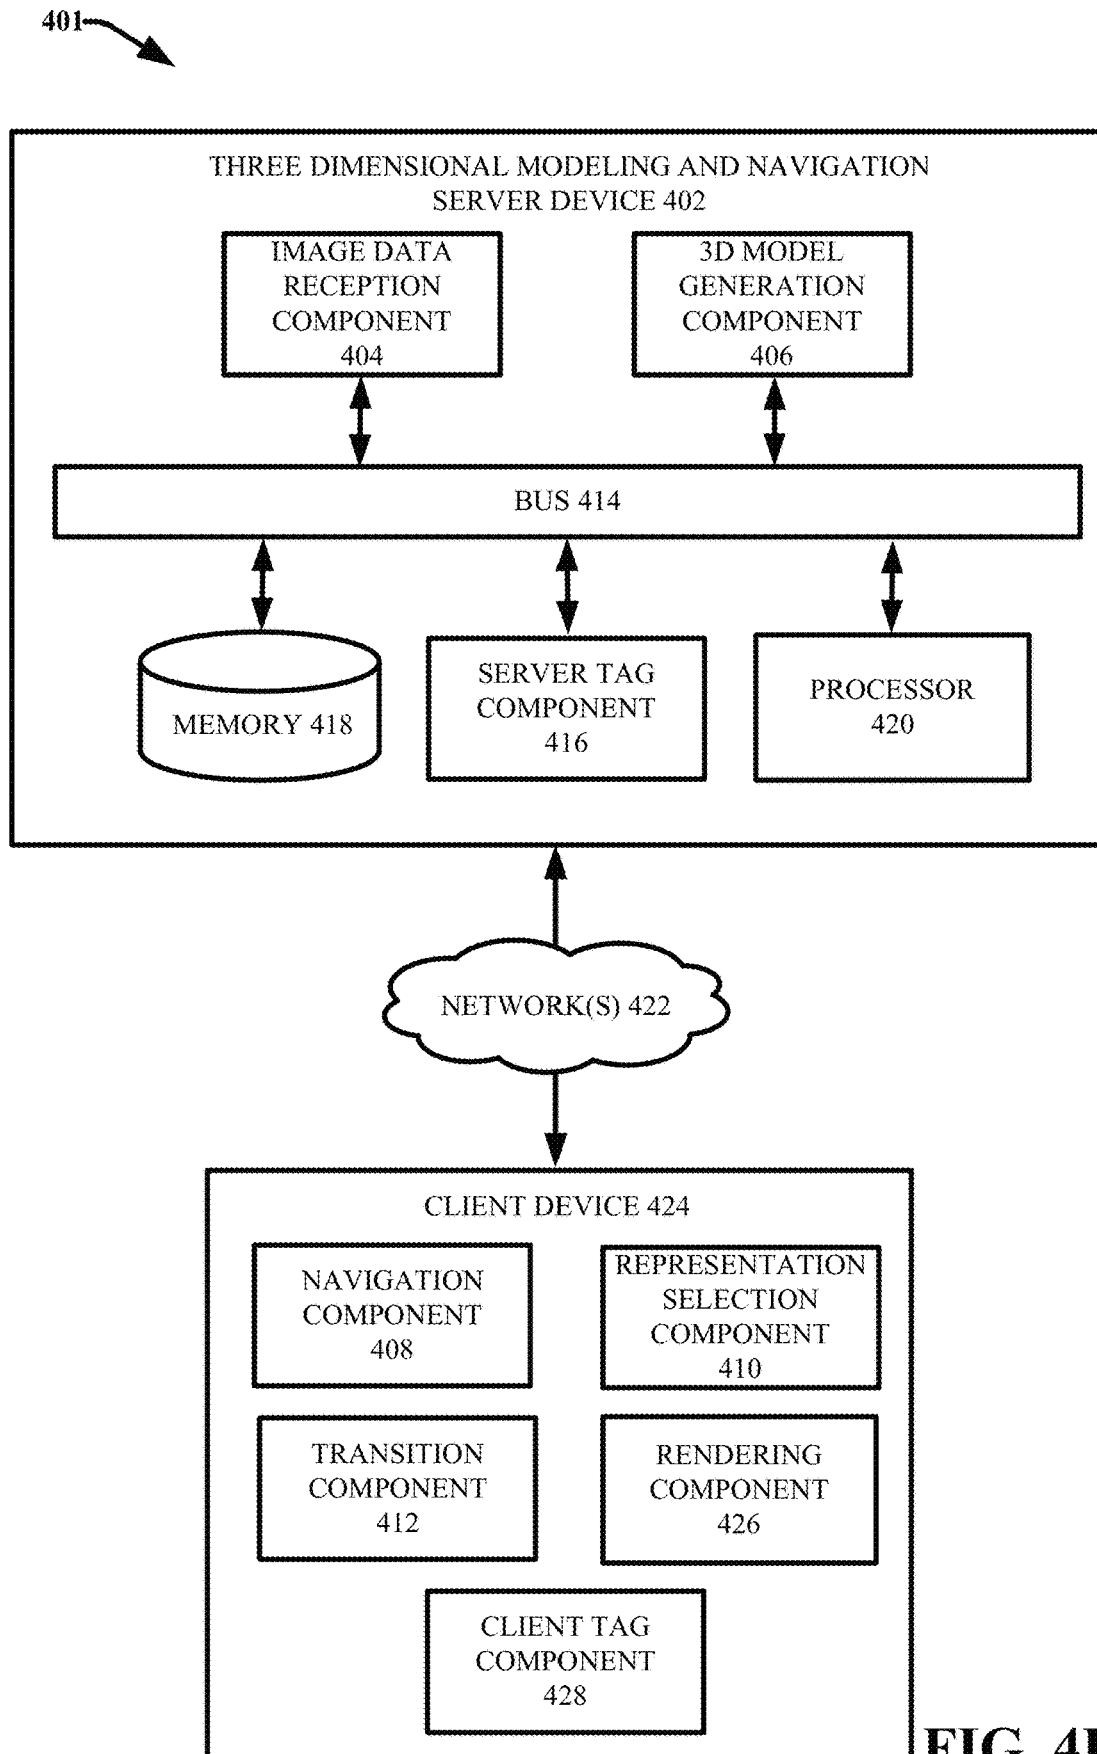 401
THREE DIMENSIONAL MODELING AND NAVIGATION
SERVER DEVICE 402
IMAGE DATA
RECEPTION
COMPONENT
404
3D MODEL
GENERATION
COMPONENT
406
BUS 414
MEMORY 418
SERVER TAG
COMPONENT
416
PROCESSOR
420
NETWORK(S) 422
CLIENT DEVICE 424
NAVIGATION
COMPONENT
408
REPRESENTATION
SELECTION
COMPONENT
410
TRANSITION
COMPONENT
412
RENDERING
COMPONENT
426
CLIENT TAG
COMPONENT
428
FIG.